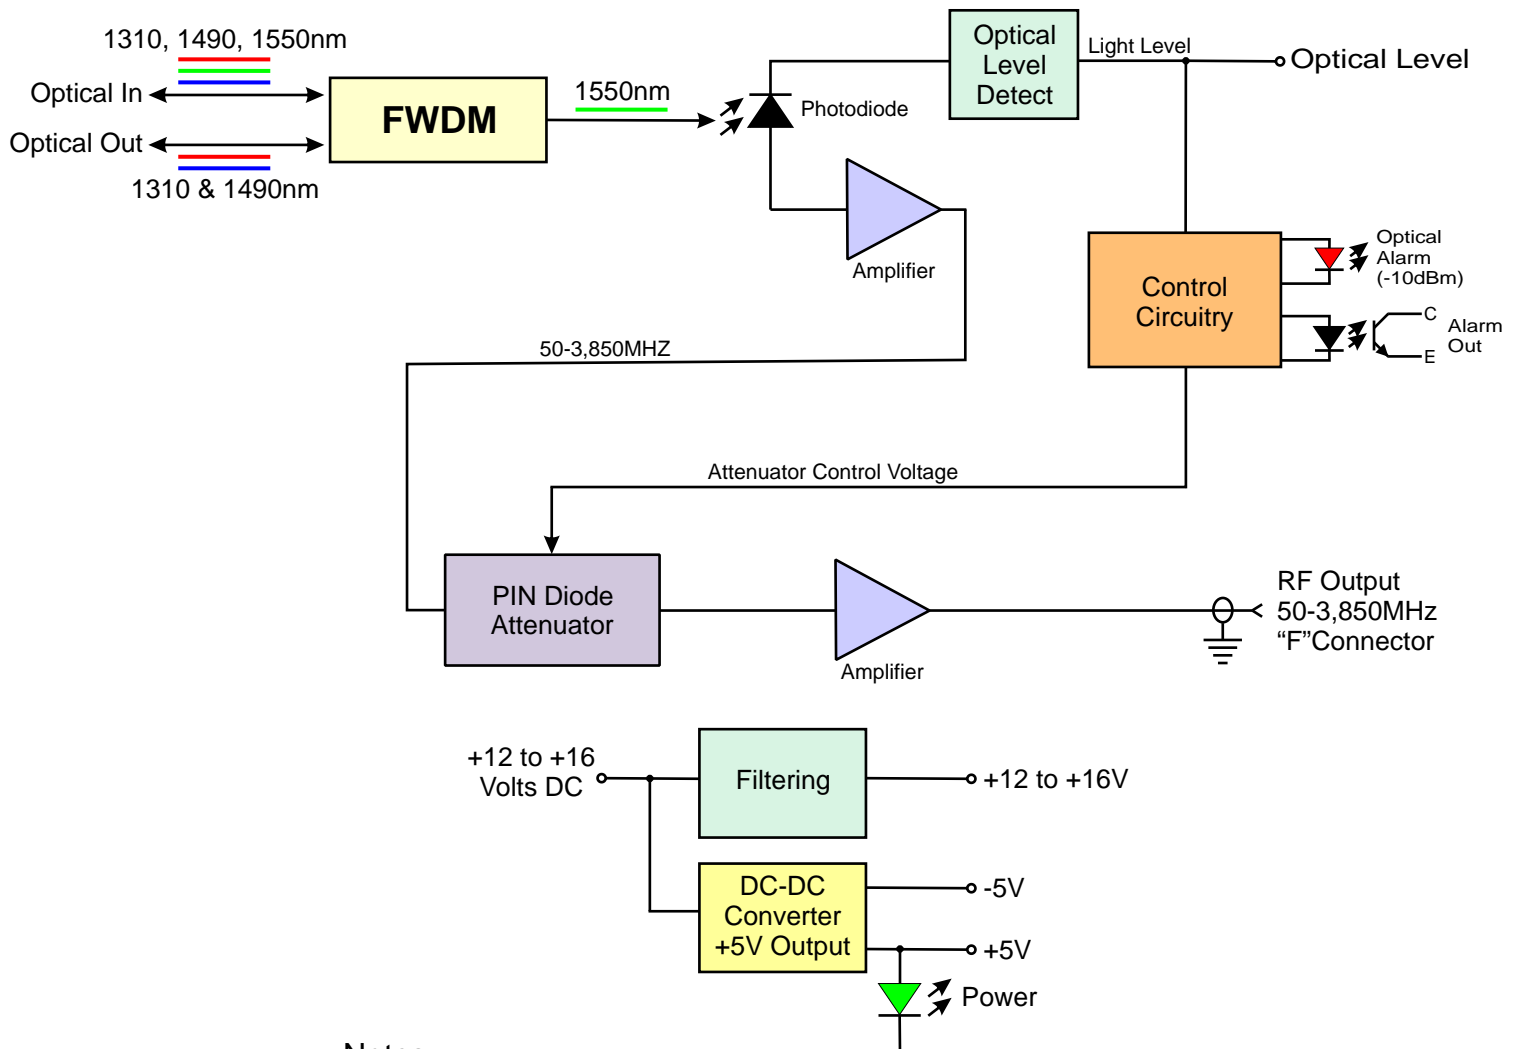 1310, 1490, 1550nm
Optical In
Optical Out
1310 & 1490nm
FWDM
1550nm
Photodiode
Optical
Level
Detect
Light Level
Optical Level
Amplifier
Control
Circuitry
Optical
Alarm
(-10dBm)
C
E
Alarm
Out
50-3,850MHZ
Attenuator Control Voltage
PIN Diode
Attenuator
Amplifier
RF Output
50-3,850MHz
“F”Connector
+12 to +16
Volts DC
Filtering
+12 to +16V
DC-DC
Converter
+5V Output
-5V
+5V
Power